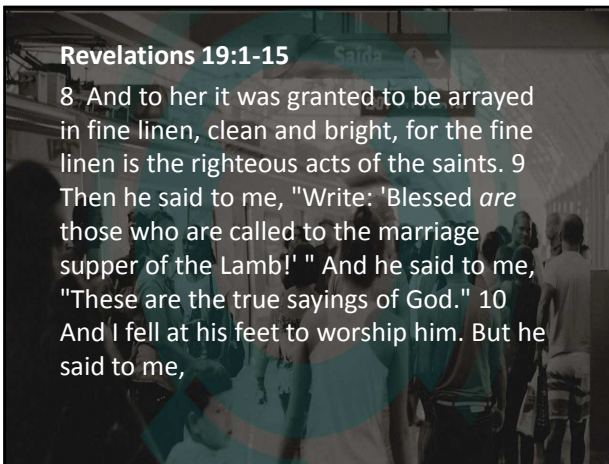 Saída
Revelations 19:1-15
8 And to her it was granted to be arrayed
in fine linen, clean and bright, for the fine
linen is the righteous acts of the saints. 9
Then he said to me, "Write: 'Blessed are
those who are called to the marriage
supper of the Lamb!' " And he said to me,
"These are the true sayings of God." 10
And I fell at his feet to worship him. But he
said to me,